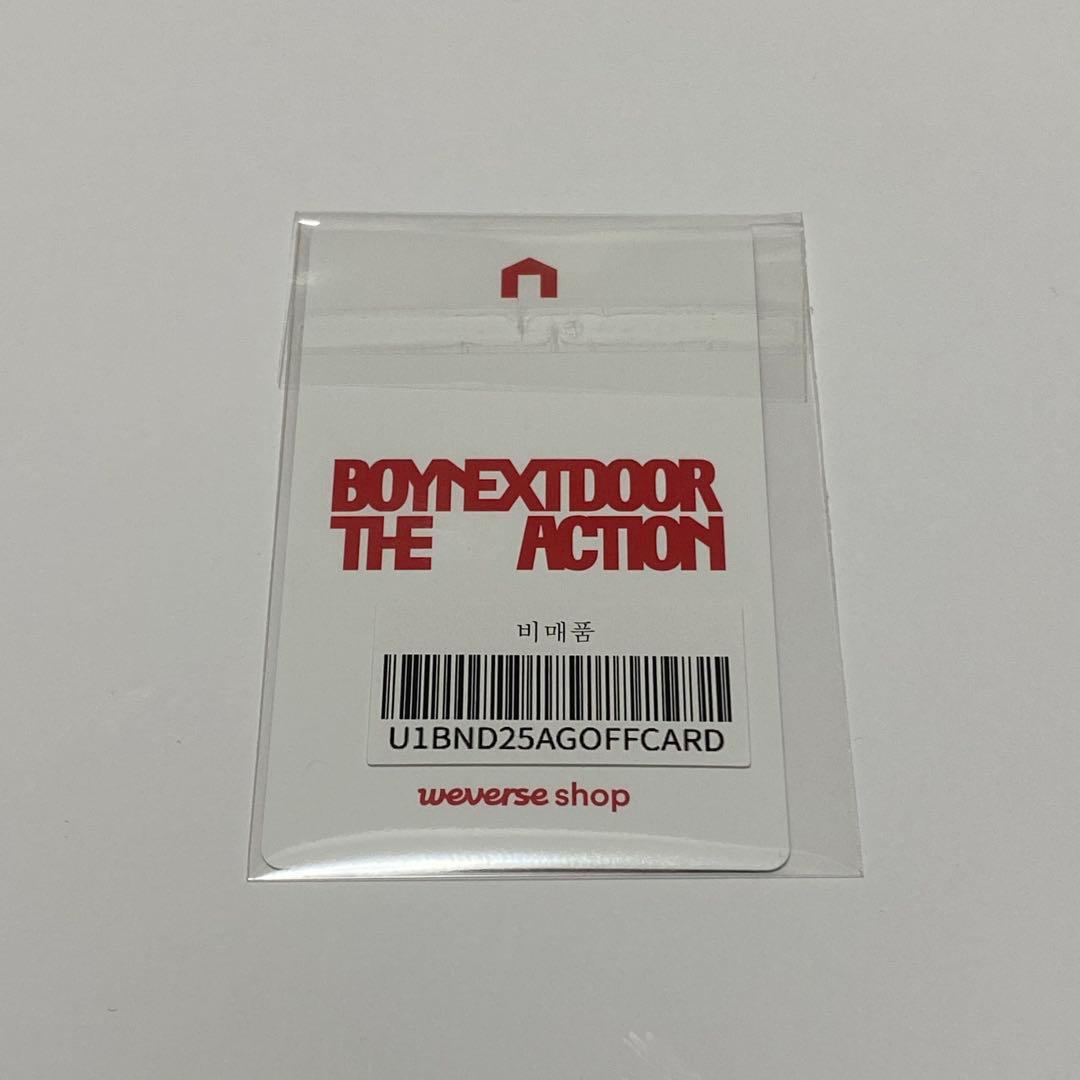 BOYNEXTDOOR
THE ACTION
비매품
U1BND25AGOFFCARD
weverse shop